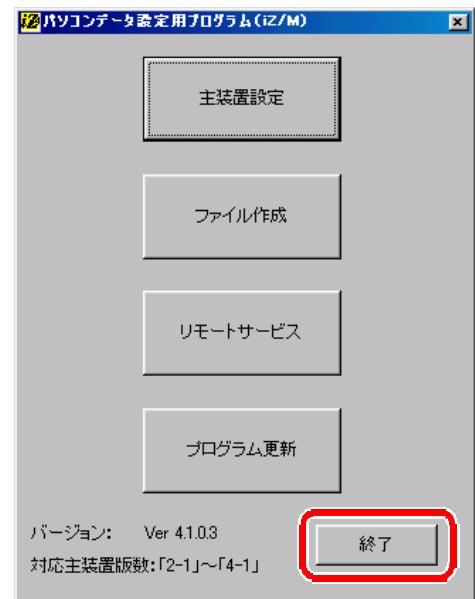 iZ パソコンデータ設定用プログラム(iZ/M)
主装置設定
ファイル作成
リモートサービス
プログラム更新
バージョン: Ver 4.1.0.3
終了
対応主装置版数:「2-1」～「4-1」